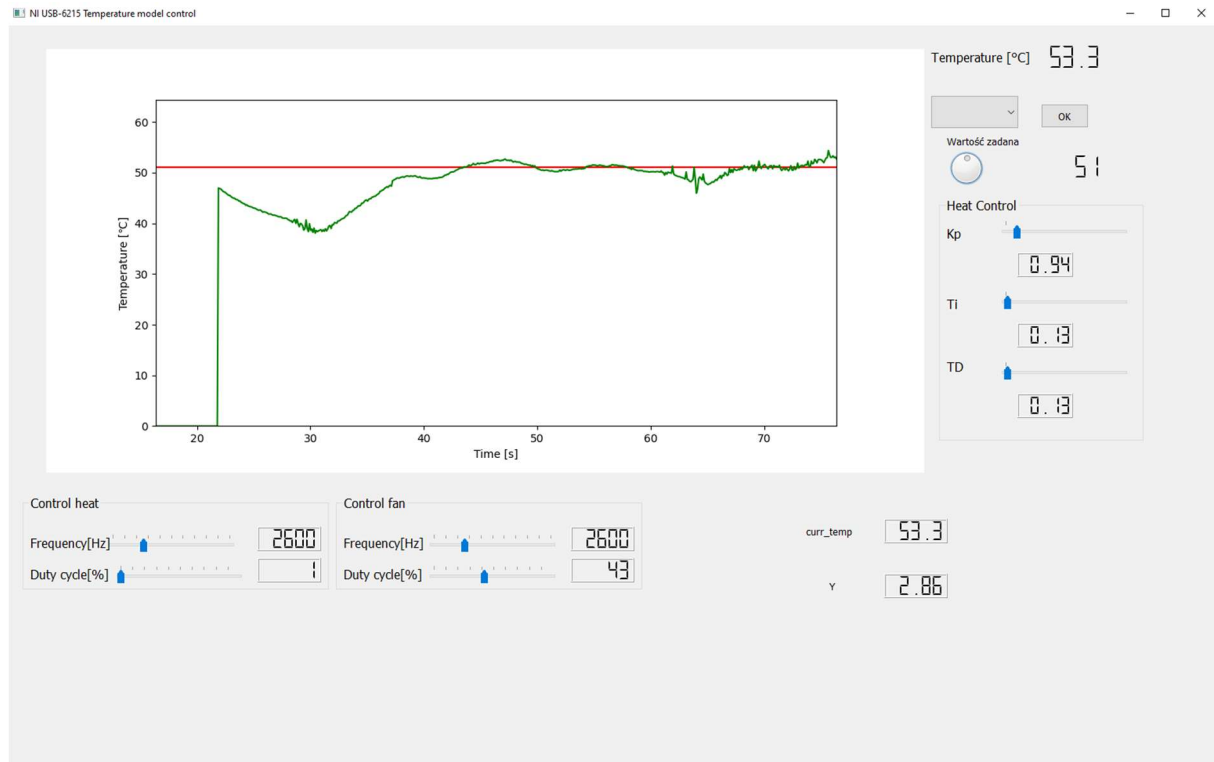 NI USB-6215 Temperature model control
Temperature [°C] 53.3
OK
Wartość zadana
51
Heat Control
Kp
0.94
Ti
0.13
TD
0.13
60
50
40
30
20
10
0
Temperature [°C]
20 30 40 50 60 70
Time [s]
Control heat
Frequency[Hz] 2600
Duty cycle[%] 1
Control fan
Frequency[Hz] 2600
Duty cycle[%] 43
curr_temp 53.3
Y 2.86